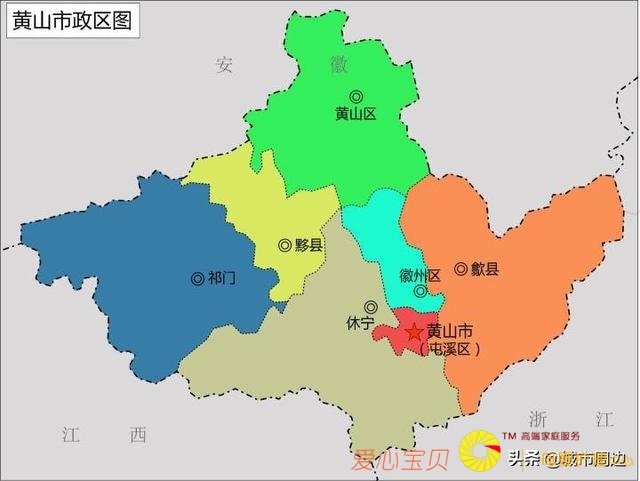 黄山市政区图
安 徽
黄山区
黟县
祁门
徽州区
歙县
休宁
黄山市
（屯溪区）
江 西
浙 江
TM 高端家庭服务
爱心宝贝
头条 @城市周边